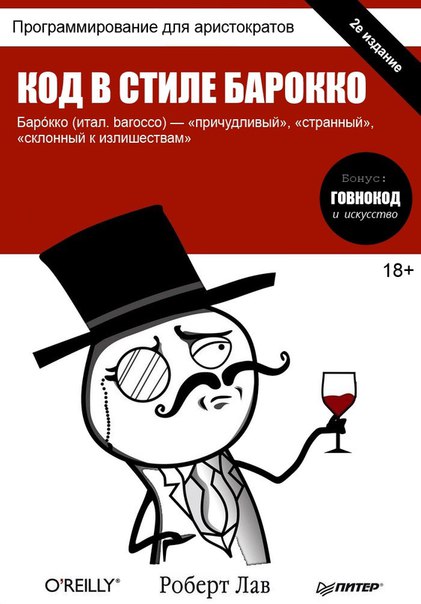 Программирование для аристократов
2е издание
КОД В СТИЛЕ БАРОККО
Баро́кко (итал. barocco) — «причудливый», «странный»,
«склонный к излишествам»
Бонус:
ГОВНОКОД
и искусство
18+
O'REILLY®
Роберт Лав
ПИТЕР®